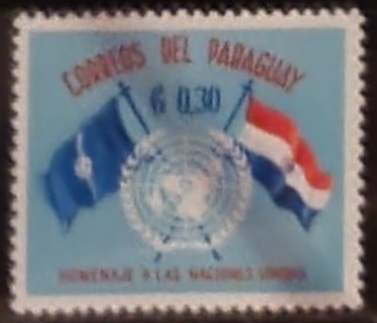 CORREOS DEL PARAGUAY
G 0.30
HOMENAJE A LAS NACIONES UNIDAS